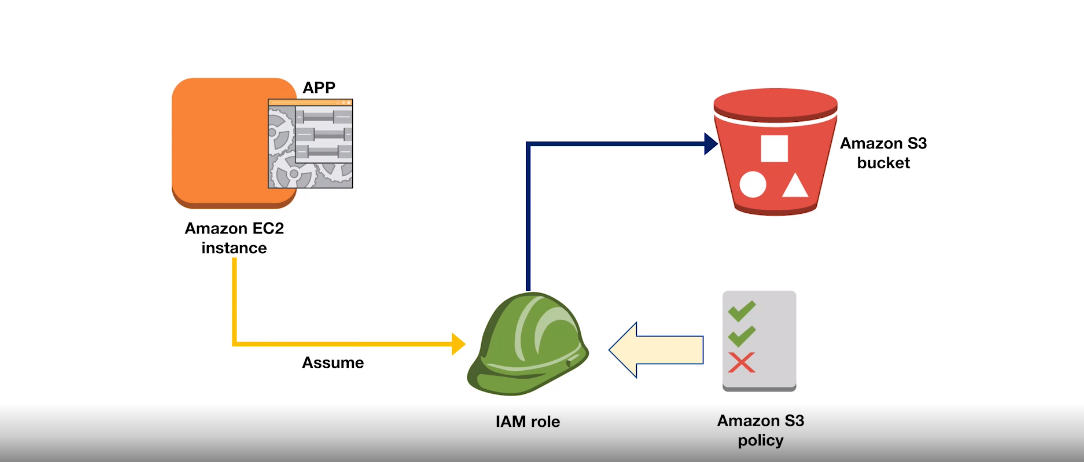 APP
Amazon EC2
instance
Amazon S3
bucket
Assume
IAM role
Amazon S3
policy